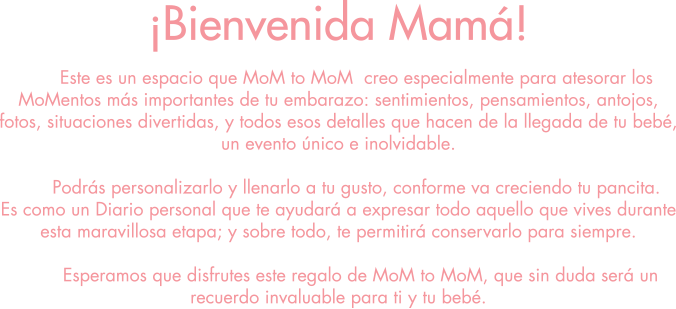 ¡Bienvenida Mamá!
Este es un espacio que MoM to MoM creo especialmente para atesorar los
MoMentos más importantes de tu embarazo: sentimientos, pensamientos, antojos,
fotos, situaciones divertidas, y todos esos detalles que hacen de la llegada de tu bebé,
un evento único e inolvidable.
Podrás personalizarlo y llenarlo a tu gusto, conforme va creciendo tu pancita.
Es como un Diario personal que te ayudará a expresar todo aquello que vives durante
esta maravillosa etapa; y sobre todo, te permitirá conservarlo para siempre.
Esperamos que disfrutes este regalo de MoM to MoM, que sin duda será un
recuerdo invaluable para ti y tu bebé.